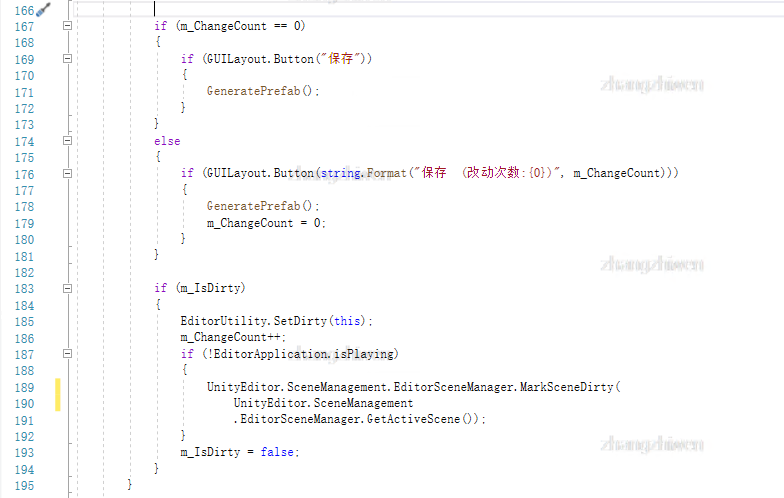 166
167 if (m_ChangeCount == 0)
168 {
169 if (GUILayout.Button("保存"))
170 {
171 GeneratePrefab();
172 }
173 }
174 else
175 {
176 if (GUILayout.Button(string.Format("保存 (改动次数:{0})", m_ChangeCount)))
177 {
178 GeneratePrefab();
179 m_ChangeCount = 0;
180 }
181 }
182
183 if (m_IsDirty)
184 {
185 EditorUtility.SetDirty(this);
186 m_ChangeCount++;
187 if (!EditorApplication.isPlaying)
188 {
189 UnityEditor.SceneManagement.EditorSceneManager.MarkSceneDirty(
190 UnityEditor.SceneManagement
191 .EditorSceneManager.GetActiveScene());
192 }
193 m_IsDirty = false;
194 }
195 }
zhangzhiwen
zhangzhiwen
zhangzhiwen